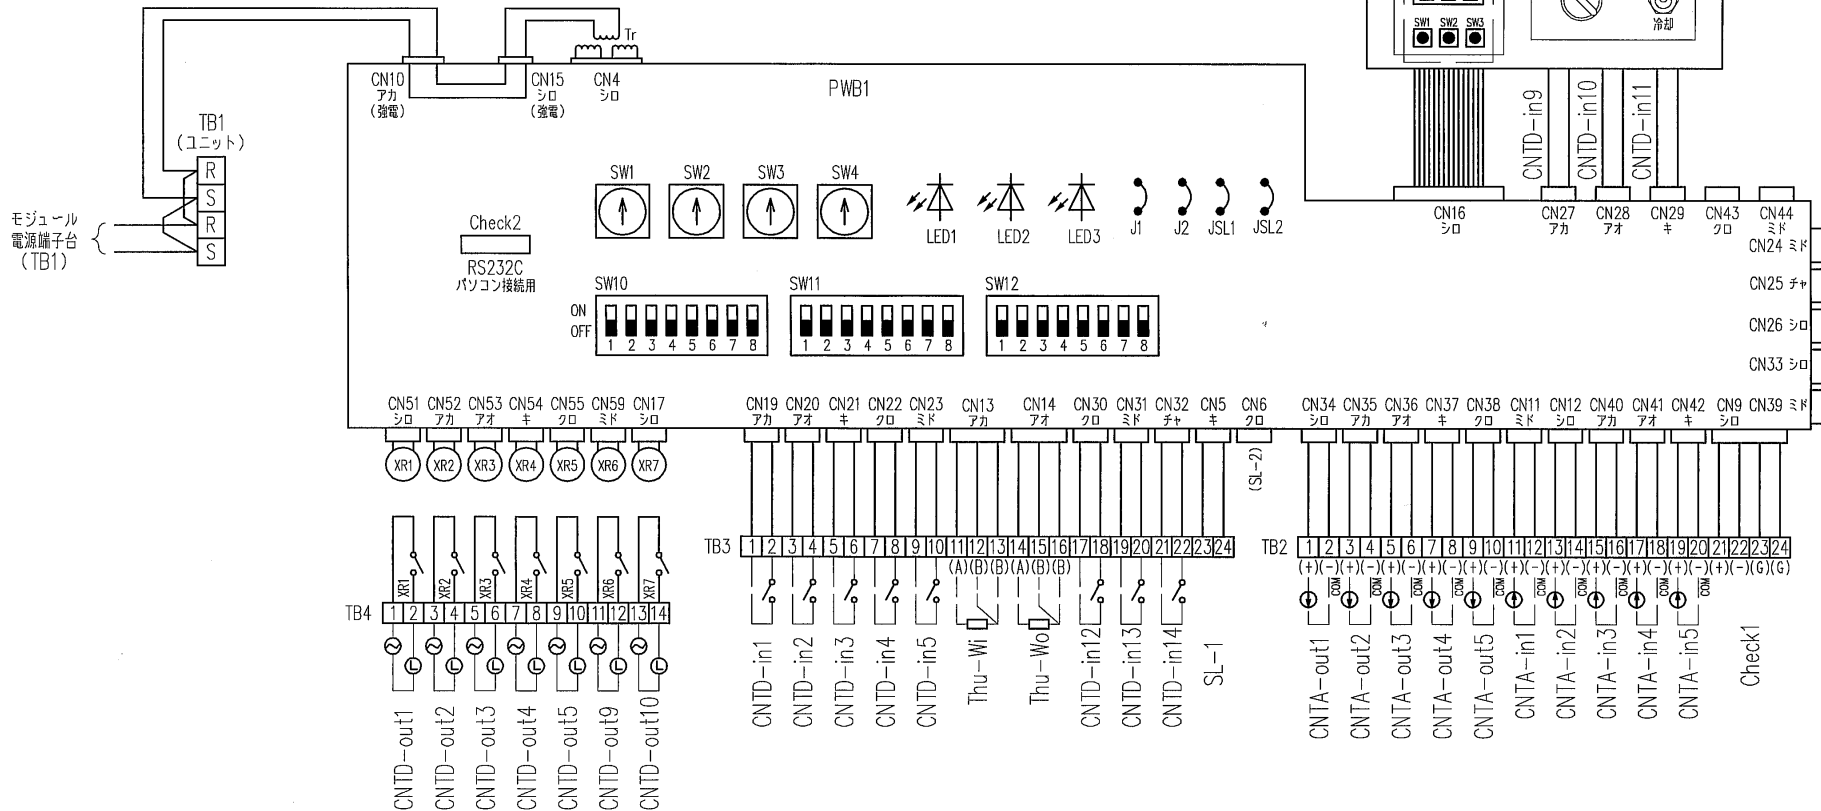 SW1 SW2 SW3
冷却
Tr
CN10 アカ (強電)
CN15 シロ (強電)
CN4 シロ
PWB1
TB1
(ユニット)
R
S
R
S
モジュール
電源端子台
(TB1)
CNTD-in9
CNTD-in10
CNTD-in11
SW1 SW2 SW3 SW4
LED1 LED2 LED3 J1 J2 JSL1 JSL2
Check2
RS232C
パソコン接続用
CN16 シロ
CN27 アカ
CN28 アオ
CN29 キ
CN43 クロ
CN44 ミド
CN24 ミド
CN25 チャ
CN26 シロ
CN33 シロ
CN39 ミド
SW10 SW11 SW12
ON
OFF
1 2 3 4 5 6 7 8
1 2 3 4 5 6 7 8
1 2 3 4 5 6 7 8
CN51 シロ
CN52 アカ
CN53 アオ
CN54 キ
CN55 クロ
CN59 ミド
CN17 シロ
CN19 アカ
CN20 アオ
CN21 キ
CN22 クロ
CN23 ミド
CN13 アカ
CN14 アオ
CN30 クロ
CN31 ミド
CN32 チャ
CN5 キ
CN6 クロ
(SL-2)
CN34 シロ
CN35 アカ
CN36 アオ
CN37 キ
CN38 クロ
CN11 ミド
CN12 シロ
CN40 アカ
CN41 アオ
CN42 キ
CN9 シロ
XR1 XR2 XR3 XR4 XR5 XR6 XR7
XR1 XR2 XR3 XR4 XR5 XR6 XR7
TB4 1 2 3 4 5 6 7 8 9 10 11 12 13 14
L L L L L L L
CNTD-out1
CNTD-out2
CNTD-out3
CNTD-out4
CNTD-out5
CNTD-out9
CNTD-out10
TB3 1 2 3 4 5 6 7 8 9 10 11 12 13 14 15 16 17 18 19 20 21 22 23 24
(A)(B)(B)(A)(B)(B)
CNTD-in1
CNTD-in2
CNTD-in3
CNTD-in4
CNTD-in5
Thu-Wi
Thu-Wo
CNTD-in12
CNTD-in13
CNTD-in14
SL-1
TB2 1 2 3 4 5 6 7 8 9 10 11 12 13 14 15 16 17 18 19 20 21 22 23 24
(+)(-)(+)(-)(+)(-)(+)(-)(+)(-)(+)(-)(+)(-)(+)(-)(+)(-)(+)(-)(+)(-)(G)(G)
COM COM COM COM COM COM COM COM COM COM
CNTA-out1
CNTA-out2
CNTA-out3
CNTA-out4
CNTA-out5
CNTA-in1
CNTA-in2
CNTA-in3
CNTA-in4
CNTA-in5
Check1